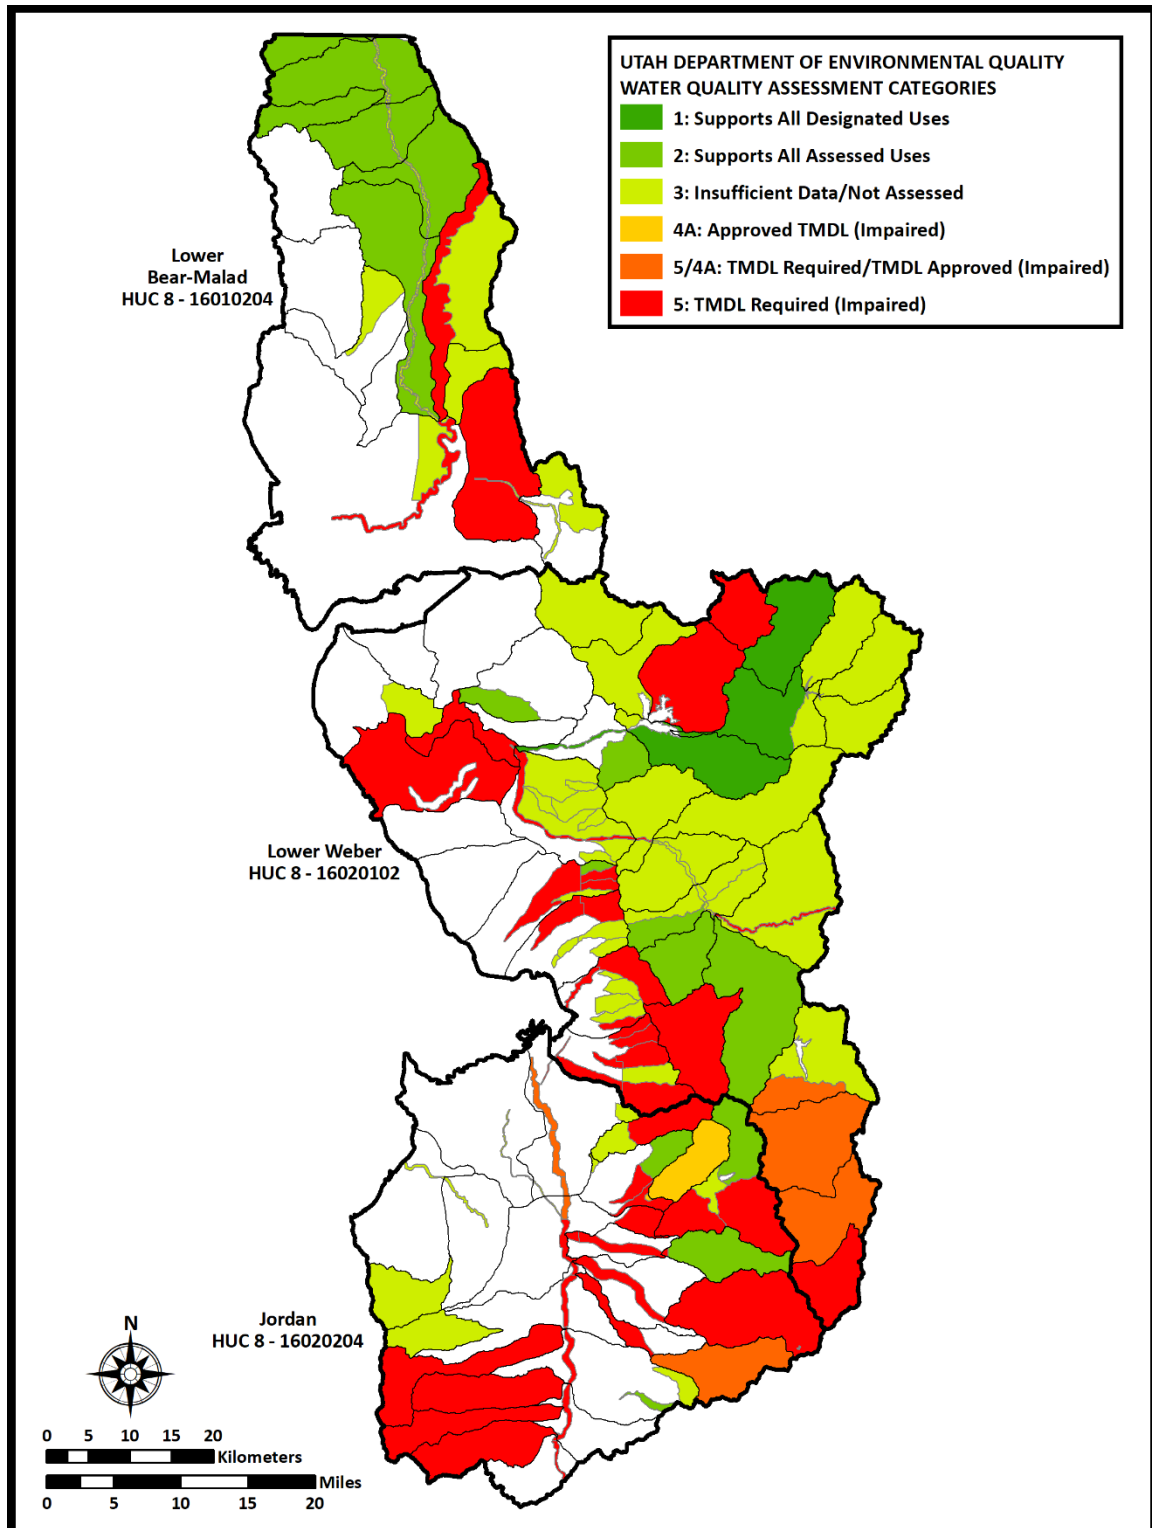 UTAH DEPARTMENT OF ENVIRONMENTAL QUALITY
WATER QUALITY ASSESSMENT CATEGORIES
1: Supports All Designated Uses
2: Supports All Assessed Uses
3: Insufficient Data/Not Assessed
4A: Approved TMDL (Impaired)
5/4A: TMDL Required/TMDL Approved (Impaired)
5: TMDL Required (Impaired)
Lower
Bear-Malad
HUC 8 - 16010204
Lower Weber
HUC 8 - 16020102
Jordan
HUC 8 - 16020204
N
0 5 10 15 20
Kilometers
Miles
0 5 10 15 20